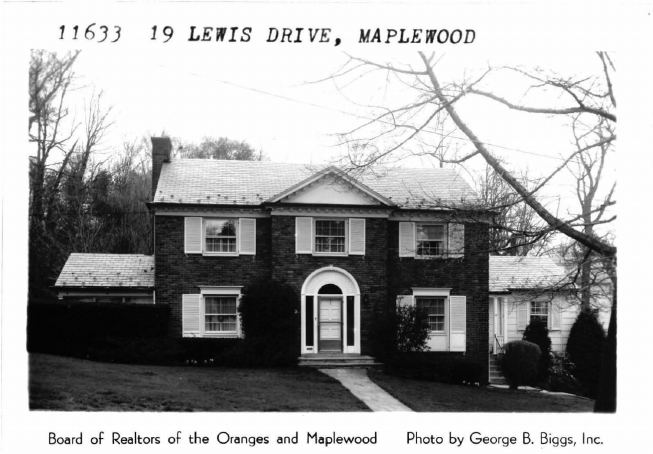 11633 19 LEWIS DRIVE, MAPLEWOOD
Board of Realtors of the Oranges and Maplewood Photo by George B. Biggs, Inc.